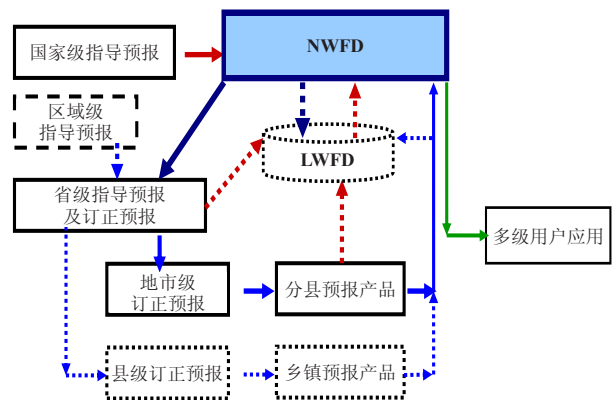 NWFD
国家级指导预报
区域级
指导预报
LWFD
省级指导预报
及订正预报
多级用户应用
地市级
订正预报
分县预报产品
县级订正预报
乡镇预报产品